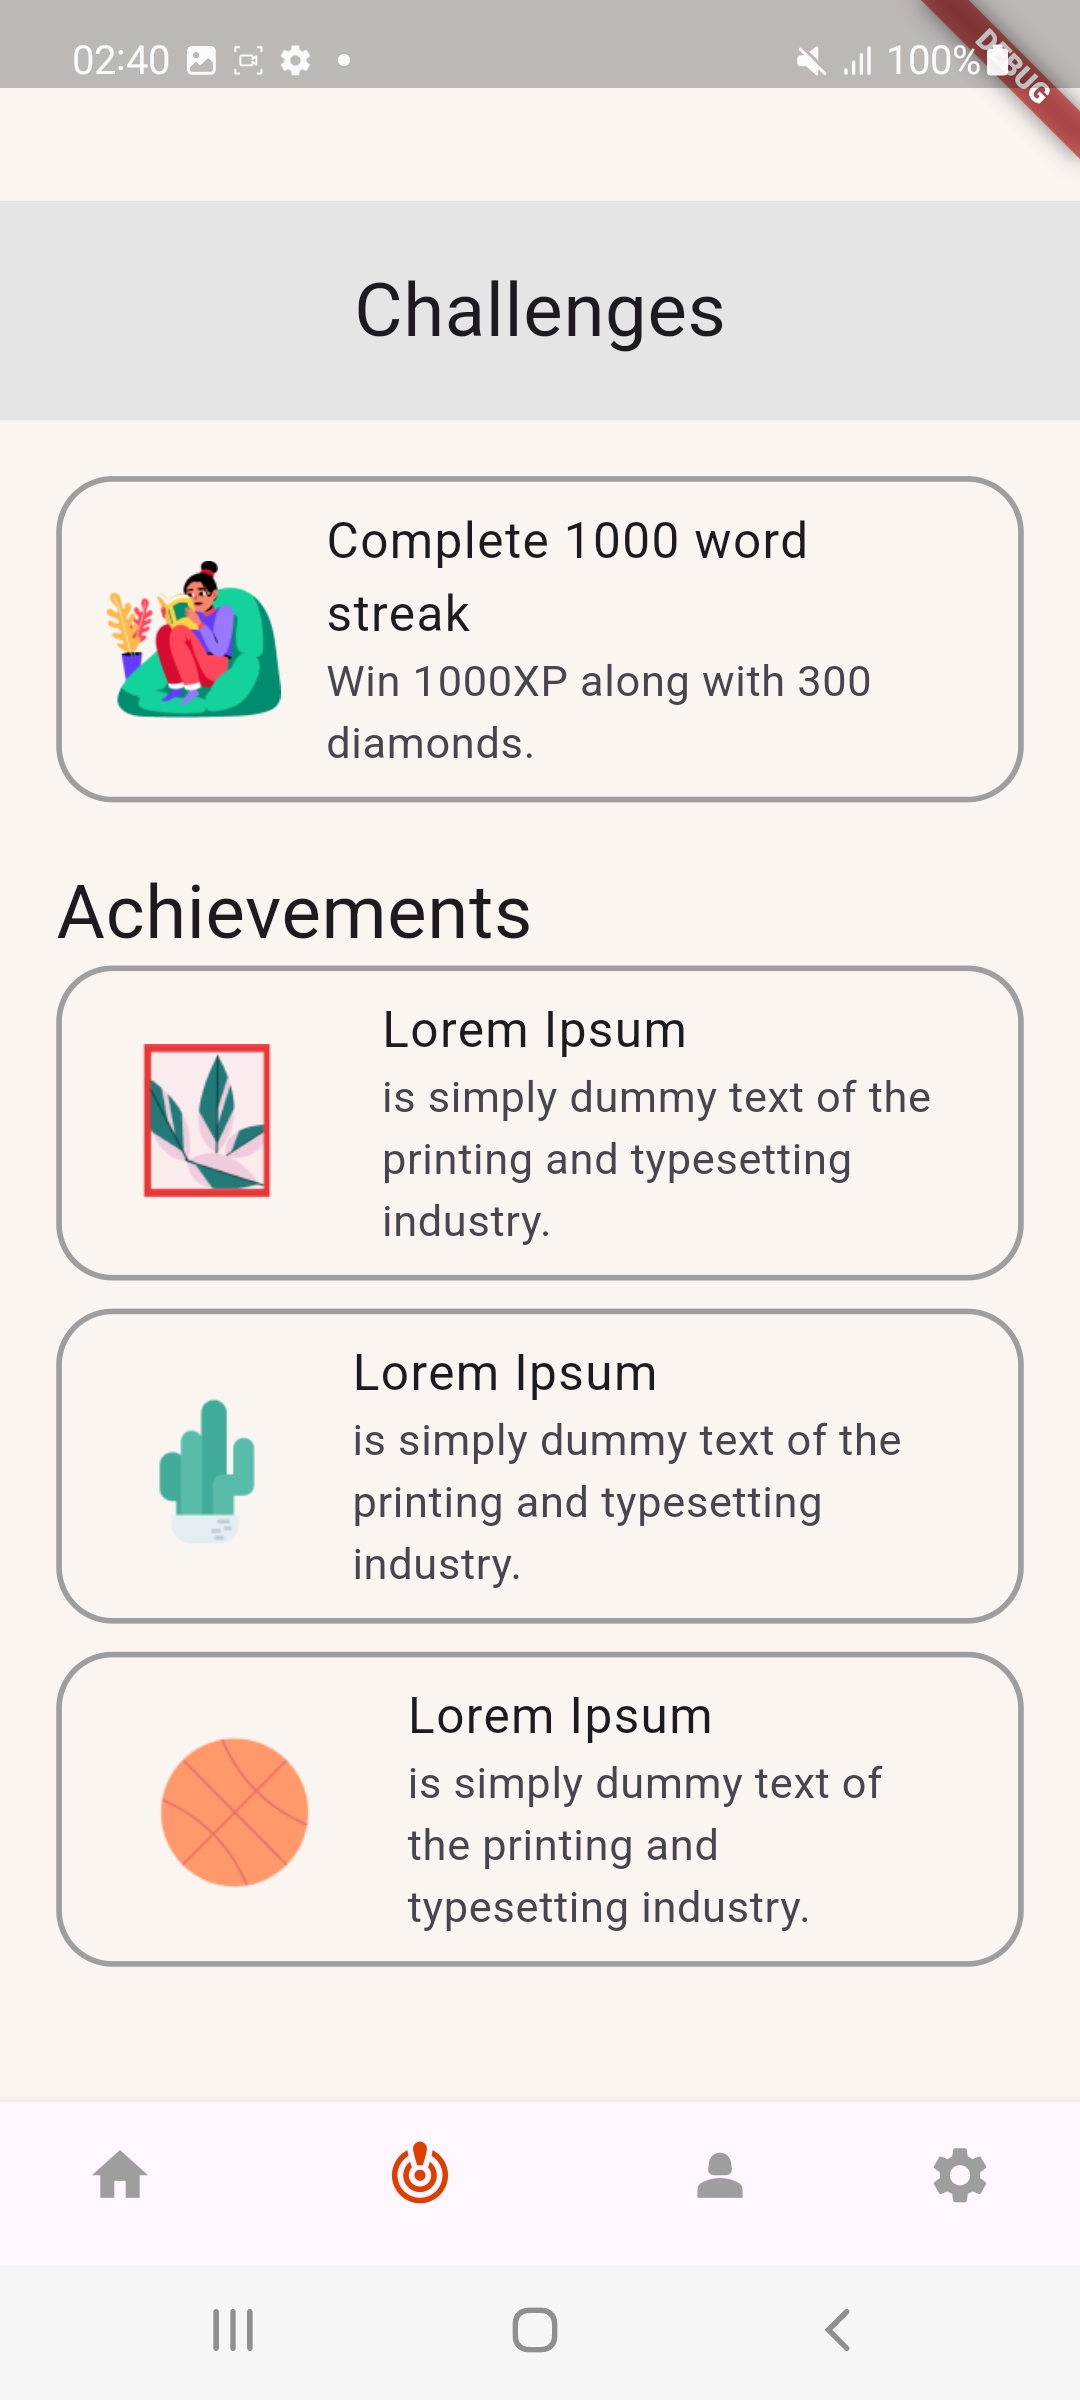 02:40
100%
DEBUG
Challenges
Complete 1000 word
streak
Win 1000XP along with 300
diamonds.
Achievements
Lorem Ipsum
is simply dummy text of the
printing and typesetting
industry.
Lorem Ipsum
is simply dummy text of the
printing and typesetting
industry.
Lorem Ipsum
is simply dummy text of
the printing and
typesetting industry.